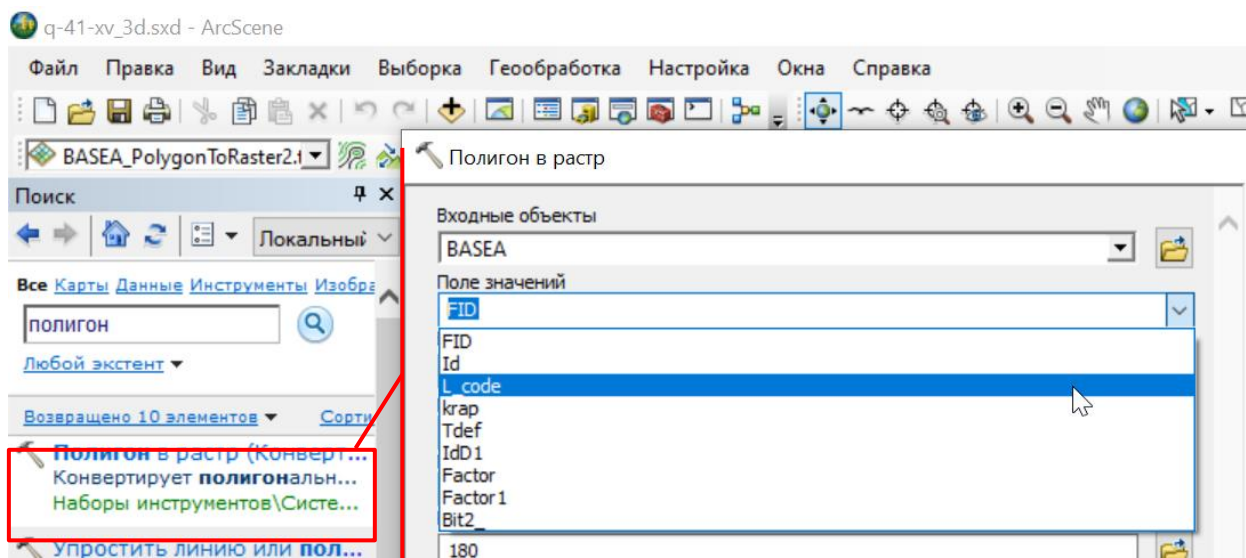 q-41-xv_3d.sxd - ArcScene
Файл Правка Вид Закладки Выборка Геообработка Настройка Окна Справка
BASEA_PolygonToRaster2.t
Поиск
Локальный
Все Карты Данные Инструменты Изобра
полигон
Любой экстент
Возвращено 10 элементов Сорти
Полигон в растр (Конверт...
Конвертирует полигональн...
Наборы инструментов\Систе...
Упростить линию или пол...
Полигон в растр
Входные объекты
BASEA
Поле значений
FID
FID
Id
L_code
krap
Tdef
IdD1
Factor
Factor1
Bit2_
180